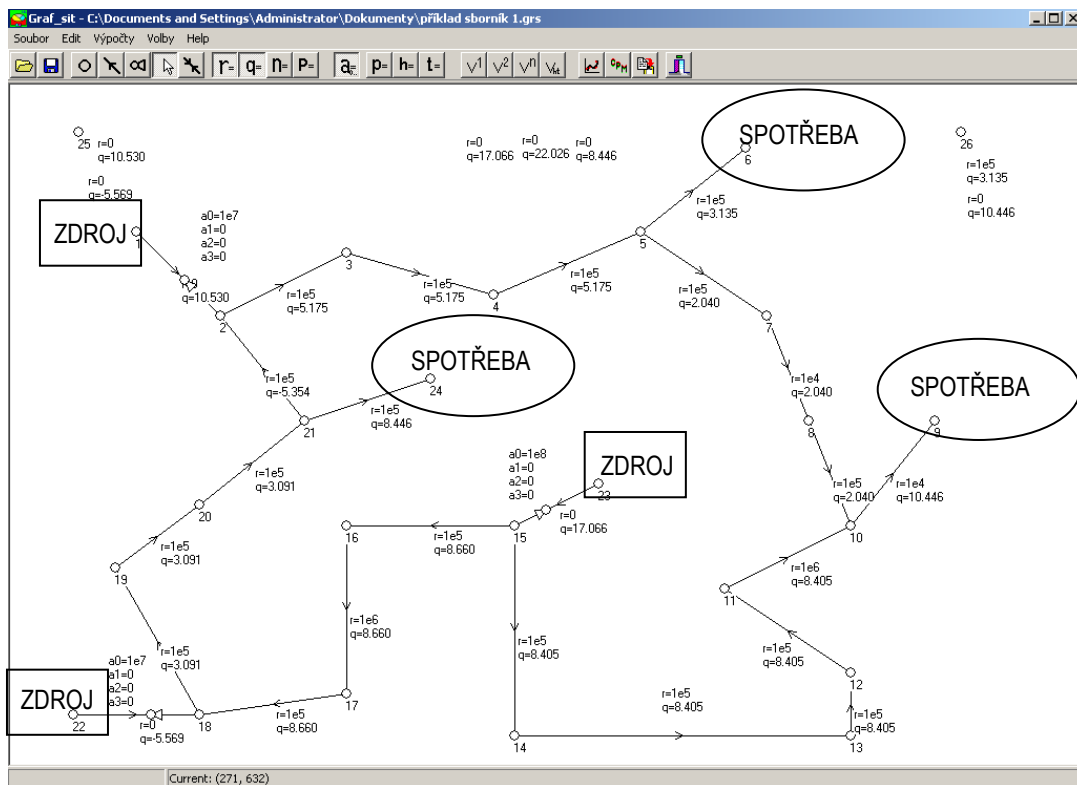 Graf_sit - C:\Documents and Settings\Administrator\Dokumenty\příklad sborník 1.grs
Soubor Edit Výpočty Volby Help
r= q= n= P= a= p= h= t= V1 V2 Vn Vkt CPM
25
r=0
q=10.530
r=0
q=-5.569
r=0
q=17.066
r=0
q=22.026
r=0
q=8.446
SPOTŘEBA
6
26
r=1e5
q=3.135
r=0
q=10.446
ZDROJ
1
a0=1e7
a1=0
a2=0
a3=0
q=10.530
2
r=1e5
q=5.175
3
r=1e5
q=5.175
4
r=1e5
q=5.175
5
r=1e5
q=3.135
r=1e5
q=2.040
7
r=1e4
q=2.040
8
r=1e5
q=2.040
SPOTŘEBA
9
r=1e4
q=10.446
10
r=1e5
q=-5.354
SPOTŘEBA
24
r=1e5
q=8.446
21
r=1e5
q=3.091
20
r=1e5
q=3.091
19
r=1e5
q=3.091
a0=1e8
a1=0
a2=0
a3=0
ZDROJ
23
r=0
q=17.066
15
r=1e5
q=8.660
16
r=1e6
q=8.660
17
r=1e5
q=8.660
18
a0=1e7
a1=0
a2=0
a3=0
ZDROJ
22
r=0
q=-5.569
r=1e5
q=8.405
14
r=1e5
q=8.405
13
r=1e5
q=8.405
12
r=1e5
q=8.405
11
r=1e6
q=8.405
Current: (271, 632)